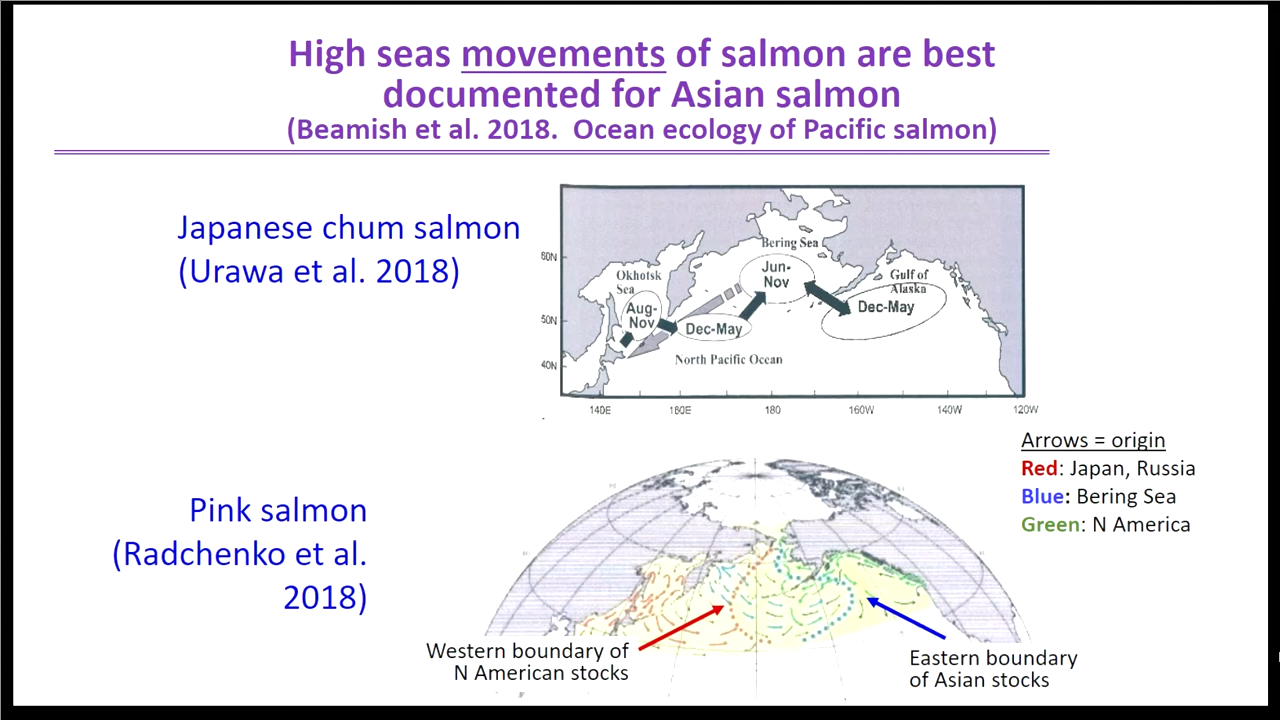 High seas movements of salmon are best
documented for Asian salmon
(Beamish et al. 2018.  Ocean ecology of Pacific salmon)
Japanese chum salmon
(Urawa et al. 2018)
60N
50N
40N
Bering Sea
Okhotsk
Sea
Jun-
Nov
Gulf of
Alaska
Aug-
Nov
Dec-May
Dec-May
North Pacific Ocean
140E
160E
180
160W
140W
120W
Arrows = origin
Red: Japan, Russia
Blue: Bering Sea
Green: N America
Pink salmon
(Radchenko et al.
2018)
Western boundary of
N American stocks
Eastern boundary
of Asian stocks